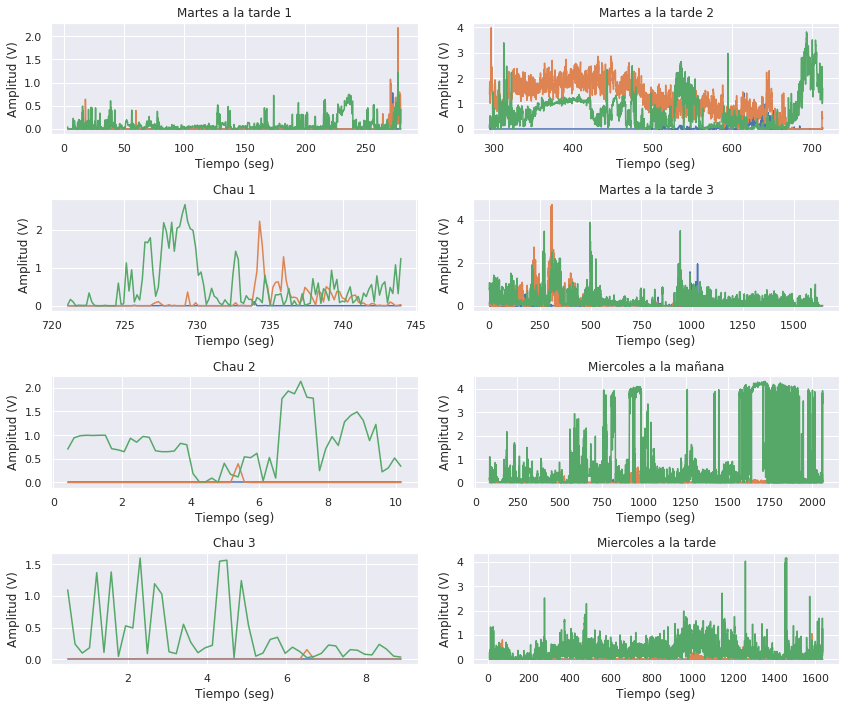 Martes a la tarde 1
Amplitud (V)
2.0
1.5
1.0
0.5
0.0
0 50 100 150 200 250
Tiempo (seg)
Martes a la tarde 2
Amplitud (V)
4
3
2
1
0
300 400 500 600 700
Tiempo (seg)
Chau 1
Amplitud (V)
2
1
0
720 725 730 735 740 745
Tiempo (seg)
Martes a la tarde 3
Amplitud (V)
4
2
0
0 250 500 750 1000 1250 1500
Tiempo (seg)
Chau 2
Amplitud (V)
2.0
1.5
1.0
0.5
0.0
0 2 4 6 8 10
Tiempo (seg)
Miercoles a la mañana
Amplitud (V)
4
3
2
1
0
0 250 500 750 1000 1250 1500 1750 2000
Tiempo (seg)
Chau 3
Amplitud (V)
1.5
1.0
0.5
0.0
2 4 6 8
Tiempo (seg)
Miercoles a la tarde
Amplitud (V)
4
3
2
1
0
0 200 400 600 800 1000 1200 1400 1600
Tiempo (seg)